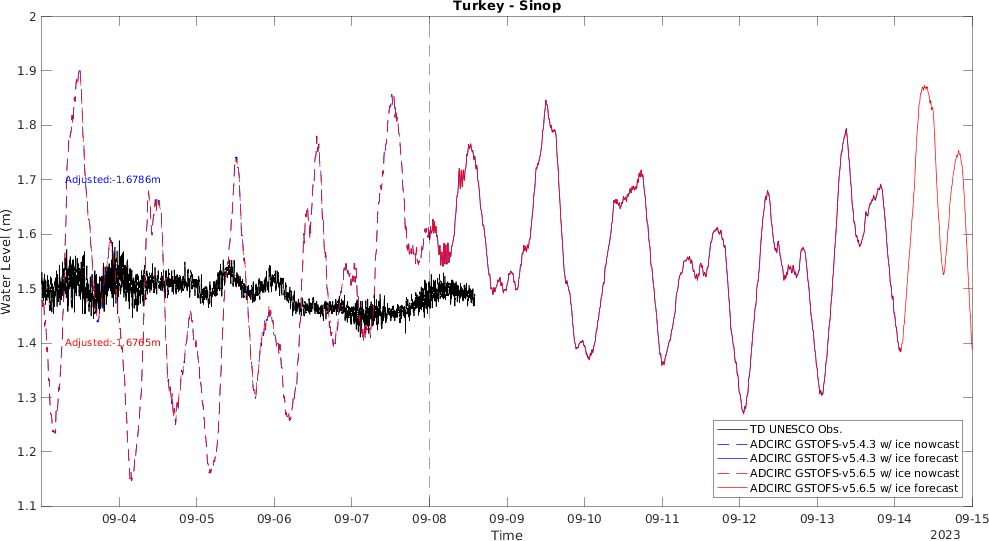 Turkey - Sinop
2
1.9
1.8
1.7
1.6
1.5
1.4
1.3
1.2
1.1
Water Level (m)
Adjusted:-1.6786m
Adjusted:-1.6765m
TD UNESCO Obs.
ADCIRC GSTOFS-v5.4.3 w/ ice nowcast
ADCIRC GSTOFS-v5.4.3 w/ ice forecast
ADCIRC GSTOFS-v5.6.5 w/ ice nowcast
ADCIRC GSTOFS-v5.6.5 w/ ice forecast
09-04 09-05 09-06 09-07 09-08 09-09 09-10 09-11 09-12 09-13 09-14 09-15
Time
2023